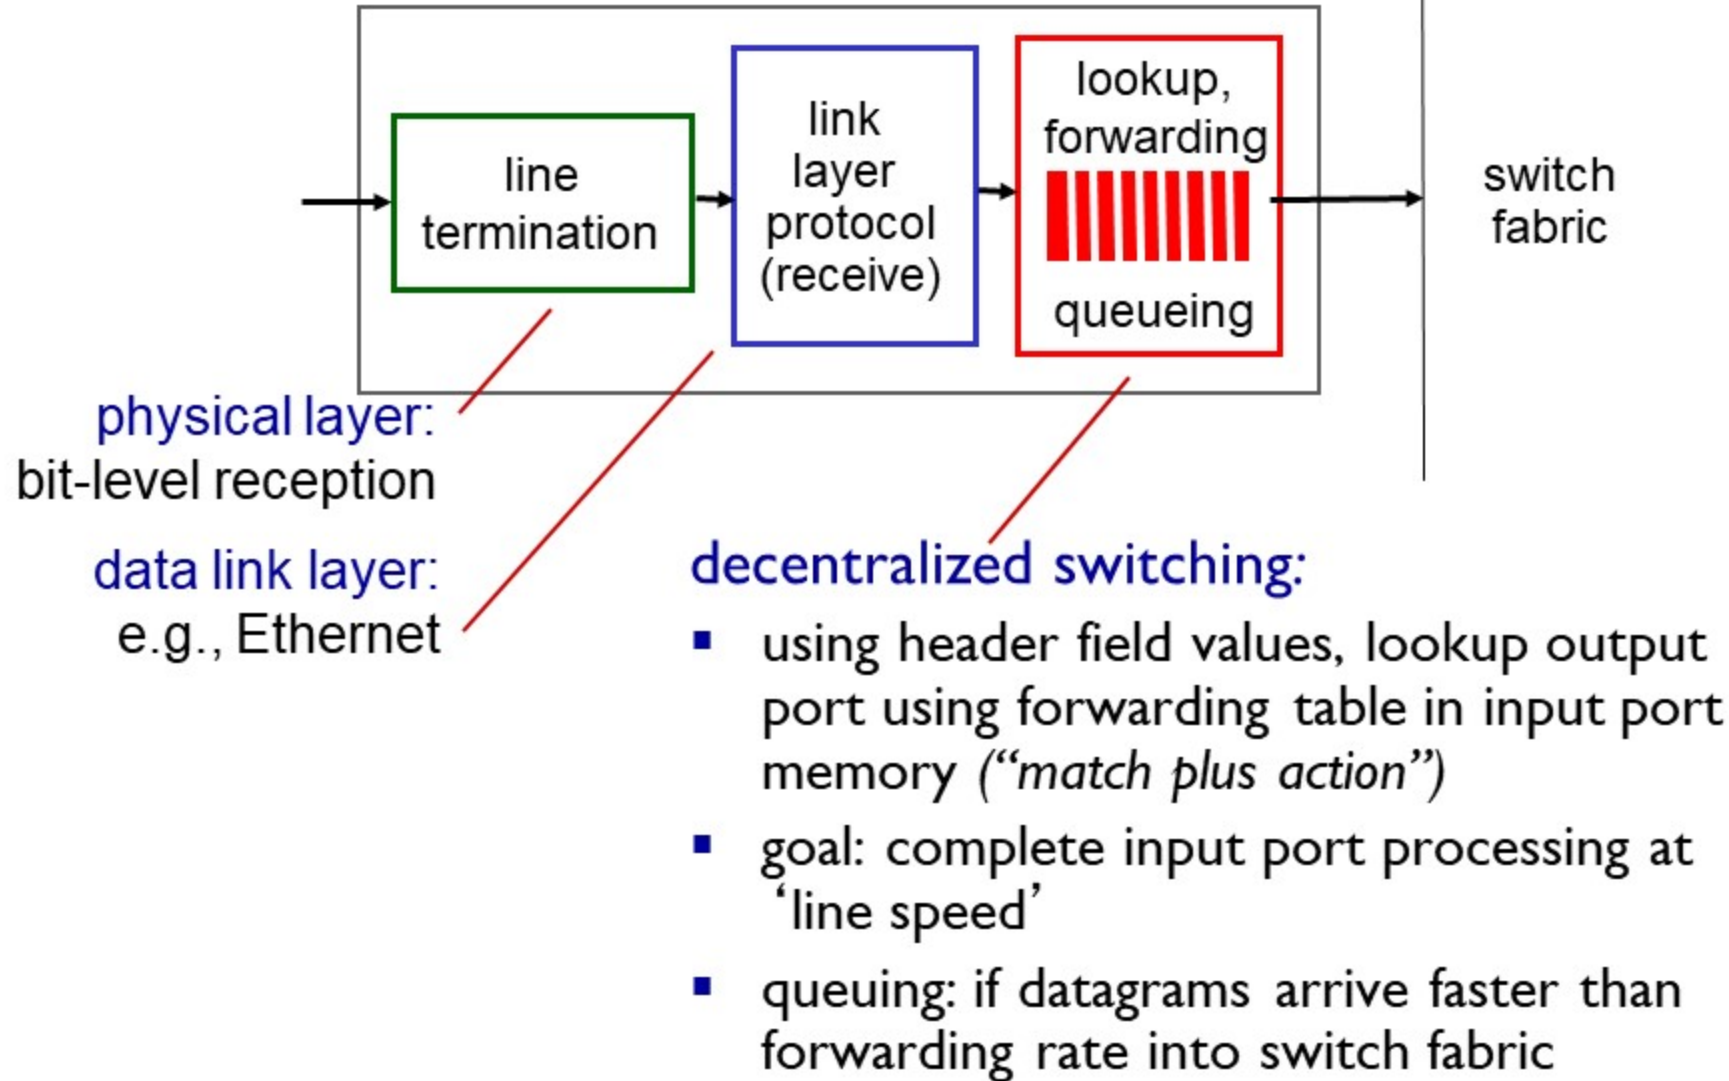 line
termination
link
layer
protocol
(receive)
lookup,
forwarding
queueing
switch
fabric
physical layer:
bit-level reception
data link layer:
e.g., Ethernet
decentralized switching:
▪ using header field values, lookup output
port using forwarding table in input port
memory (“match plus action”)
▪ goal: complete input port processing at
‘line speed’
▪ queuing: if datagrams arrive faster than
forwarding rate into switch fabric